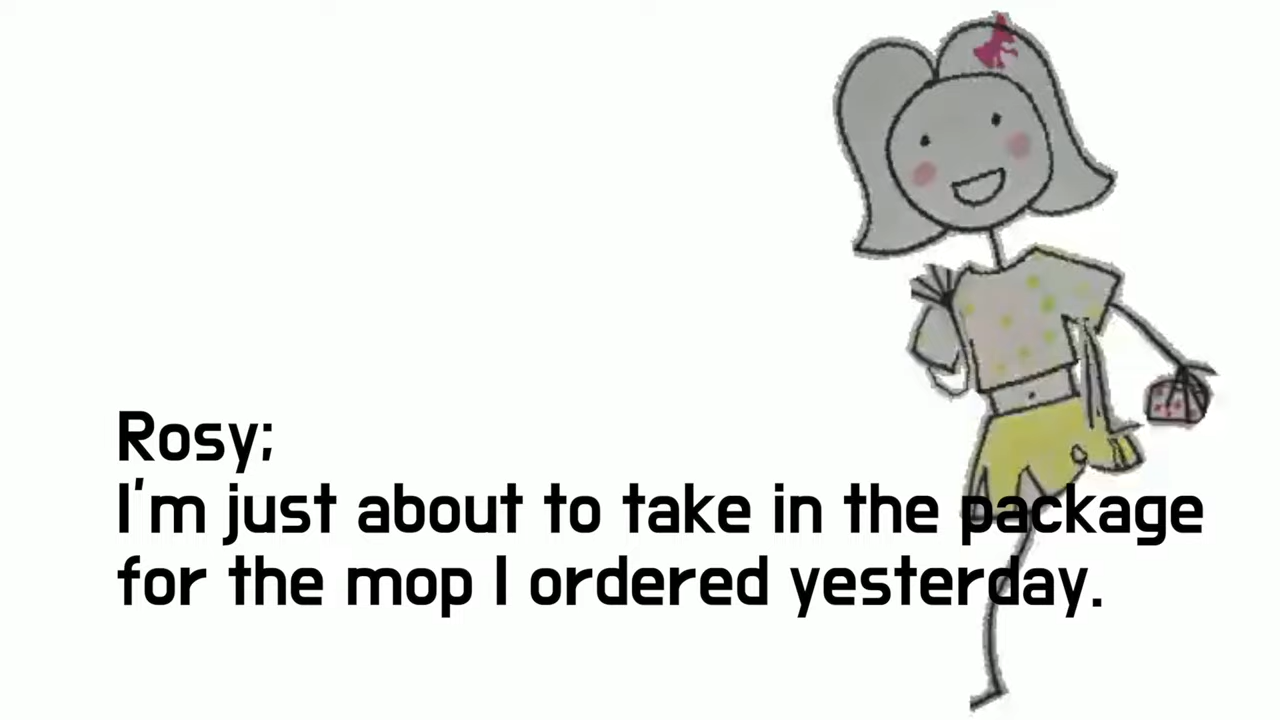 Rosy;
I'm just about to take in the package
for the mop I ordered yesterday.